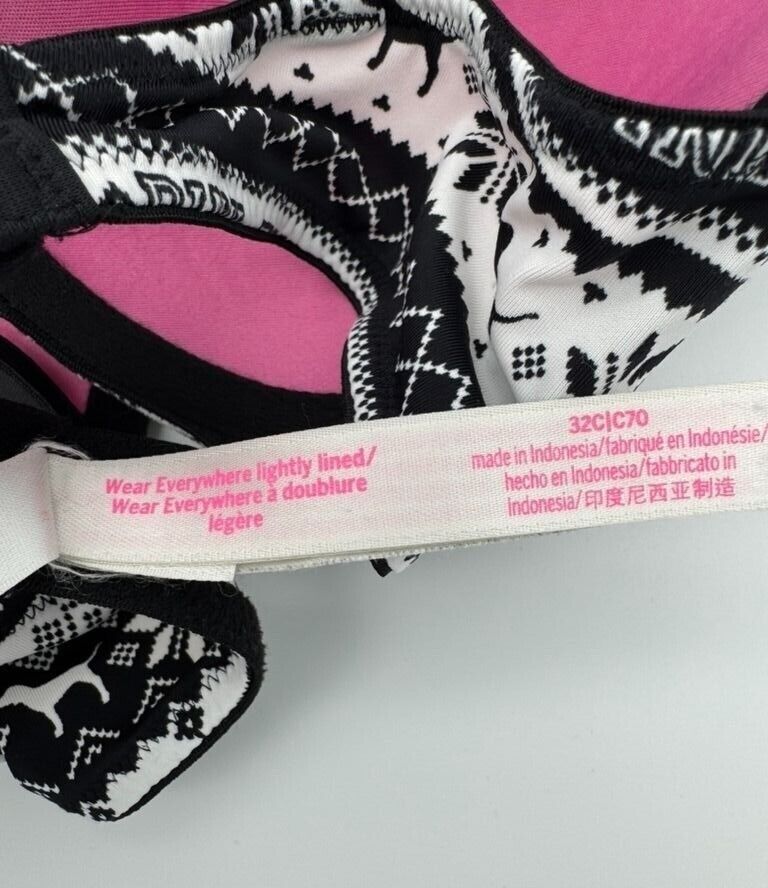 Wear Everywhere lightly lined/
Wear Everywhere à doublure
légère
32C|C70
made in Indonesia/fabriqué en Indonésie/
hecho en Indonesia/fabbricato in
Indonesia/印度尼西亚制造